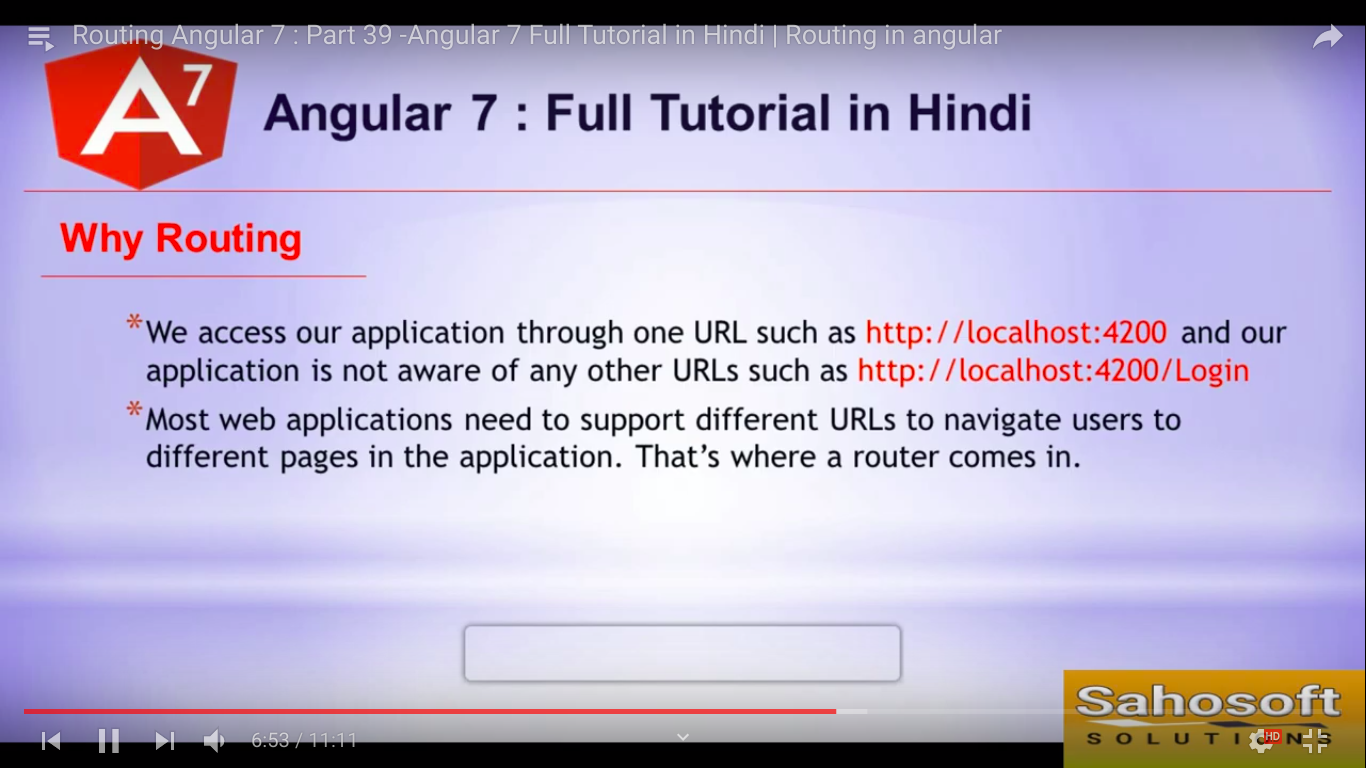 Routing Angular 7 : Part 39 -Angular 7 Full Tutorial in Hindi | Routing in angular
A7
Angular 7 : Full Tutorial in Hindi
Why Routing
*We access our application through one URL such as http://localhost:4200 and our
application is not aware of any other URLs such as http://localhost:4200/Login
*Most web applications need to support different URLs to navigate users to
different pages in the application. That's where a router comes in.
Sahosoft
SOLUTIONS
6:53 / 11:11
HD